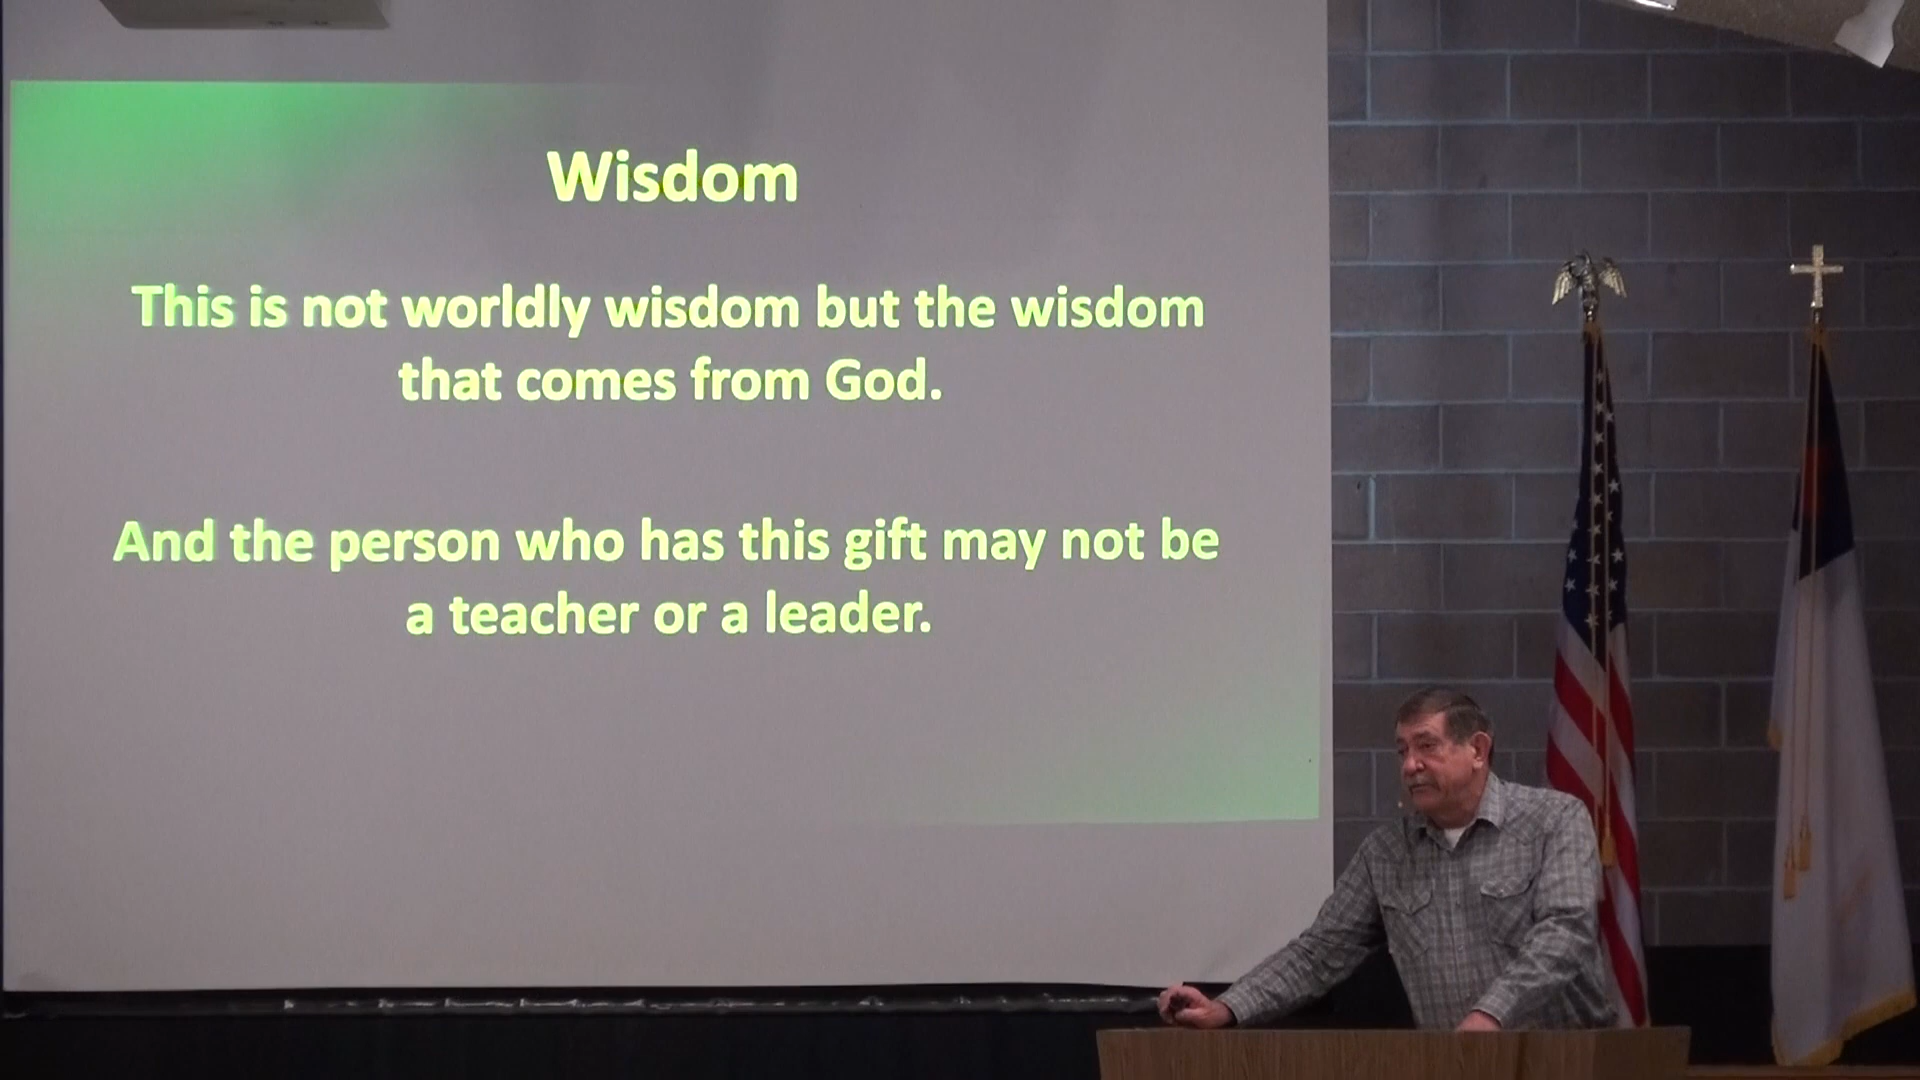 Wisdom
This is not worldly wisdom but the wisdom
that comes from God.
And the person who has this gift may not be
a teacher or a leader.